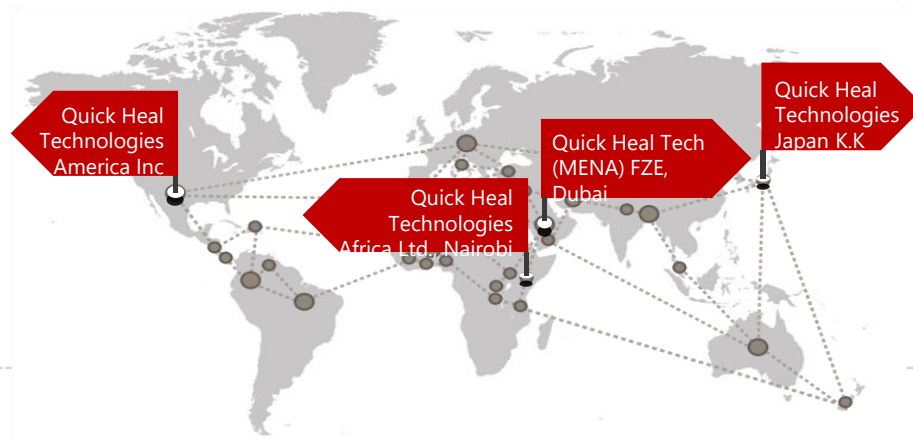 Quick Heal
Technologies
America Inc
Quick Heal
Technologies
Africa Ltd., Nairobi
Quick Heal Tech
(MENA) FZE,
Dubai
Quick Heal
Technologies
Japan K.K